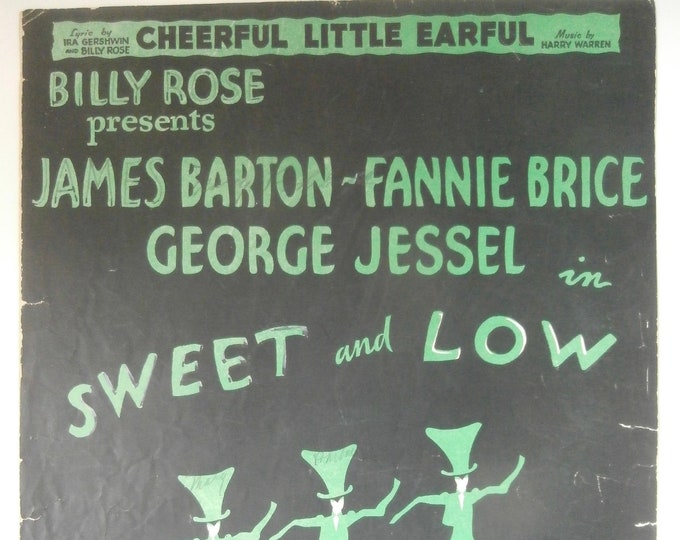 Lyric by
IRA GERSHWIN
AND BILLY ROSE
CHEERFUL LITTLE EARFUL
Music by
HARRY WARREN
BILLY ROSE
presents
JAMES BARTON ~ FANNIE BRICE
GEORGE JESSEL
in
SWEET and LOW